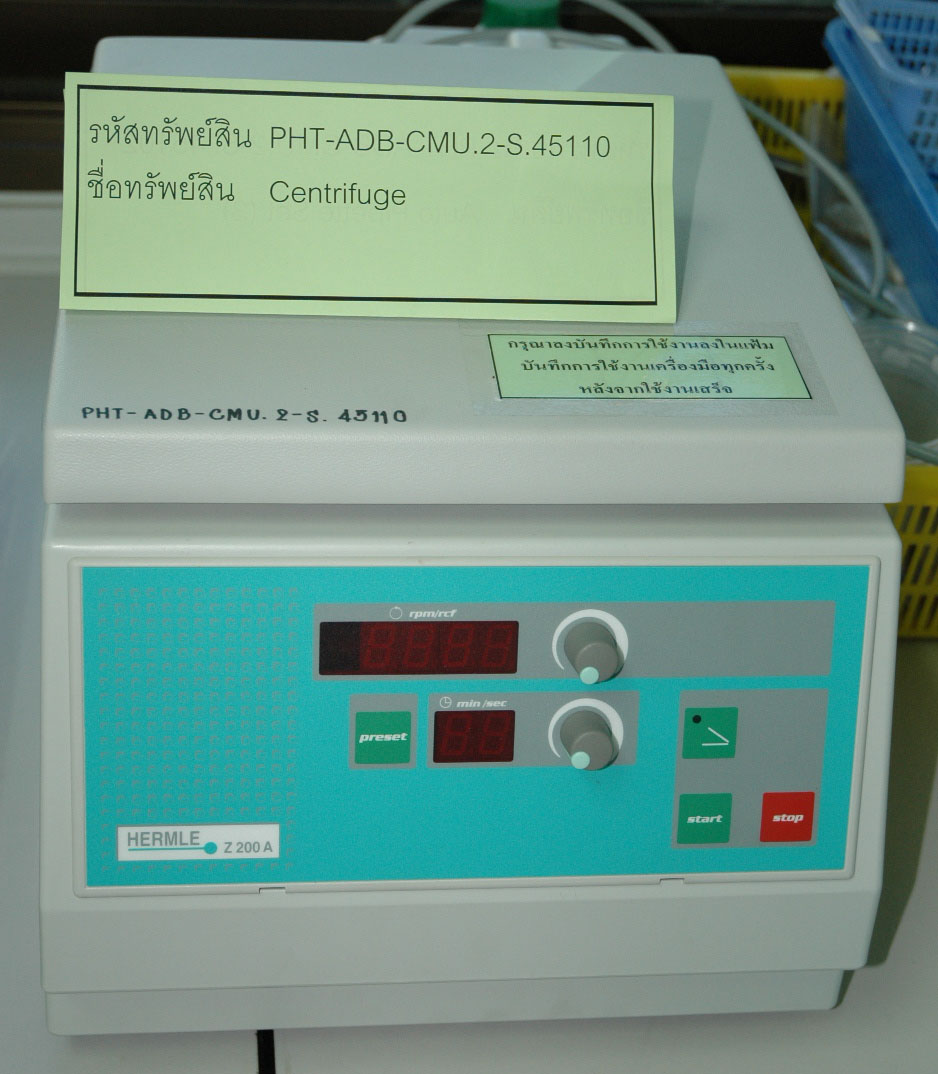 รหัสทรัพย์สิน PHT-ADB-CMU.2-S.45110
ชื่อทรัพย์สิน Centrifuge
กรุณาลงบันทึกการใช้งานลงในแฟ้ม
บันทึกการใช้งานเครื่องมือทุกครั้ง
หลังจากใช้งานเสร็จ
PHT-ADB-CMU. 2-S. 45110
rpm/rcf
min/sec
preset
start
stop
HERMLE
Z 200 A